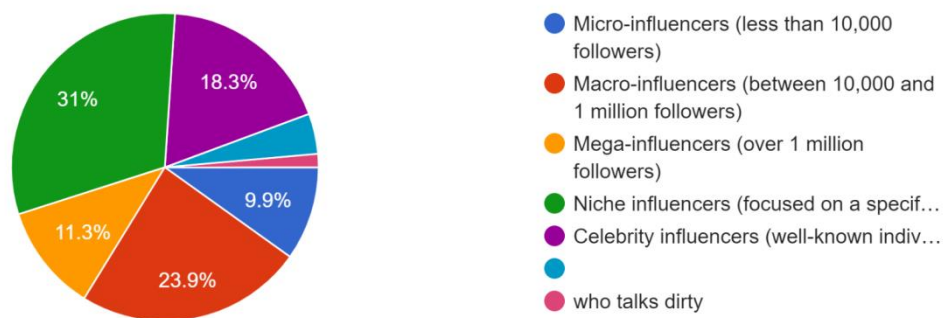 31%
18.3%
9.9%
11.3%
23.9%
Micro-influencers (less than 10,000
followers)
Macro-influencers (between 10,000 and
1 million followers)
Mega-influencers (over 1 million
followers)
Niche influencers (focused on a specif…
Celebrity influencers (well-known indiv…
who talks dirty